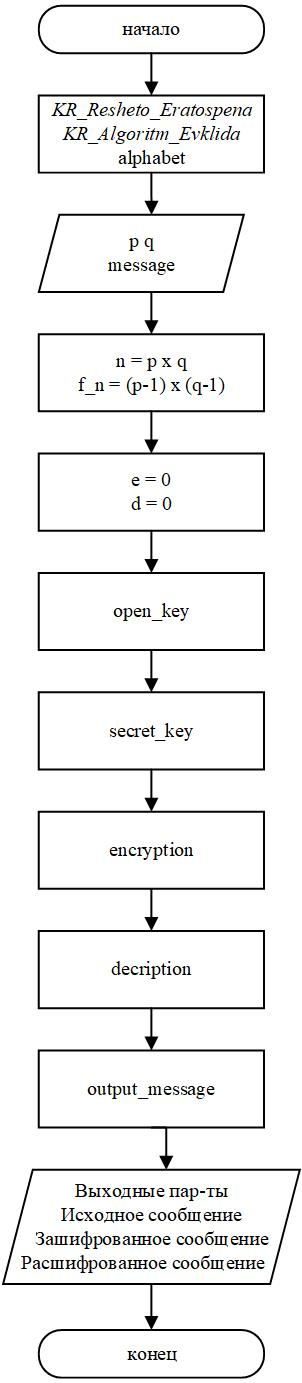 начало
KR_Resheto_Eratospena
KR_Algoritm_Evklida
alphabet
p q
message
n = p x q
f_n = (p-1) x (q-1)
e = 0
d = 0
open_key
secret_key
encryption
decription
output_message
Выходные пар-ты
Исходное сообщение
Зашифрованное сообщение
Расшифрованное сообщение
конец